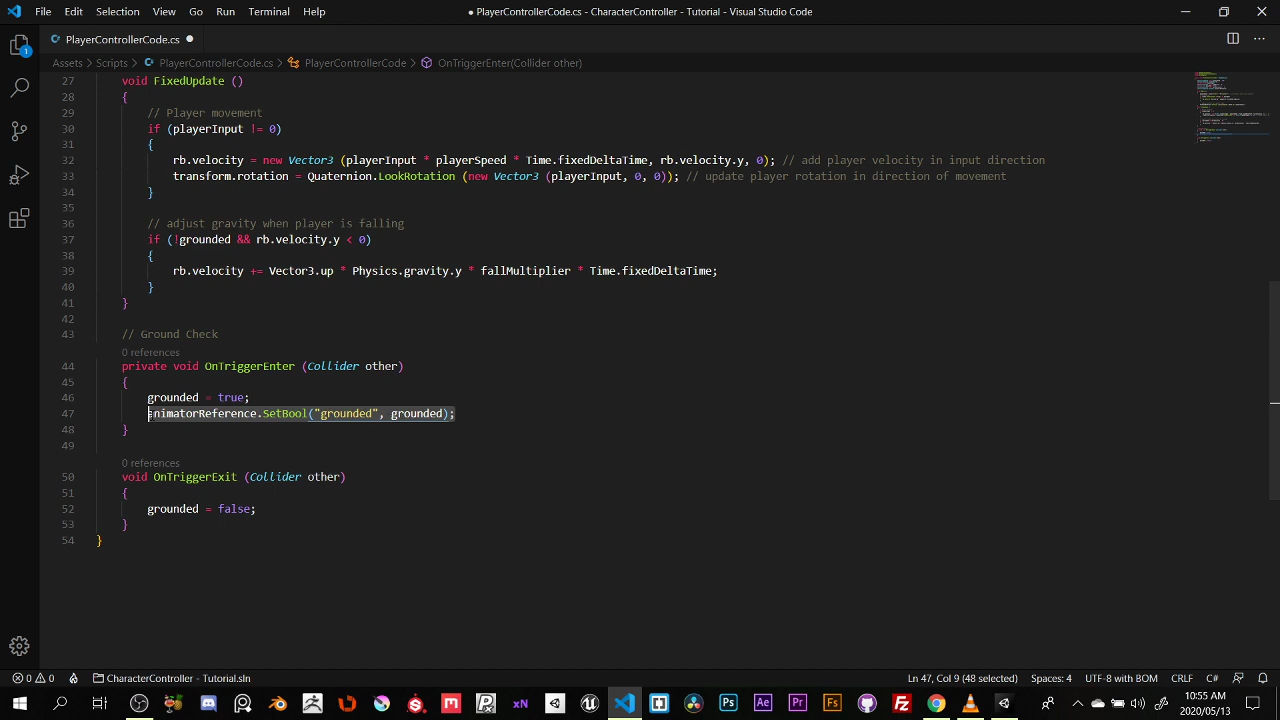 File Edit Selection View Go Run Terminal Help
● PlayerControllerCode.cs - CharacterController - Tutorial - Visual Studio Code
PlayerControllerCode.cs ●
Assets > Scripts > PlayerControllerCode.cs > PlayerControllerCode > OnTriggerEnter(Collider other)
27 void FixedUpdate ()
28 {
29 // Player movement
30 if (playerInput != 0)
31 {
32 rb.velocity = new Vector3 (playerInput * playerSpeed * Time.fixedDeltaTime, rb.velocity.y, 0); // add player velocity in input direction
33 transform.rotation = Quaternion.LookRotation (new Vector3 (playerInput, 0, 0)); // update player rotation in direction of movement
34 }
35
36 // adjust gravity when player is falling
37 if (!grounded && rb.velocity.y < 0)
38 {
39 rb.velocity += Vector3.up * Physics.gravity.y * fallMultiplier * Time.fixedDeltaTime;
40 }
41 }
42
43 // Ground Check
0 references
44 private void OnTriggerEnter (Collider other)
45 {
46 grounded = true;
47 animatorReference.SetBool("grounded", grounded);
48 }
49
0 references
50 void OnTriggerExit (Collider other)
51 {
52 grounded = false;
53 }
54 }
1
0 0 CharacterController - Tutorial.sln
Ln 47, Col 9 (48 selected) Spaces: 4 UTF-8 with BOM CRLF C#
Ps Ae Pr Fs
10:55 AM
2020/05/13